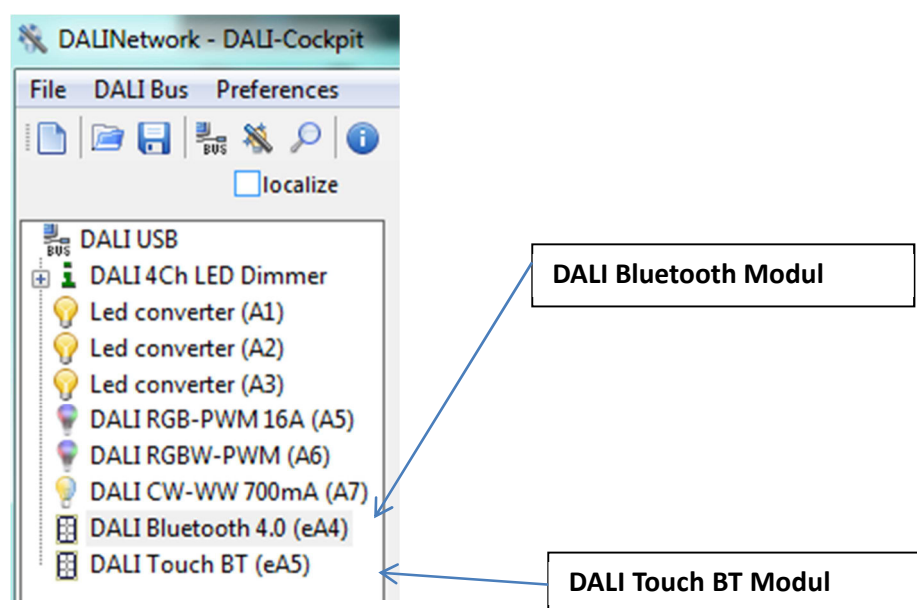 DALINetwork - DALI-Cockpit
File DALI Bus Preferences
BUS
localize
BUS DALI USB
DALI 4Ch LED Dimmer
Led converter (A1)
DALI Bluetooth Modul
Led converter (A2)
Led converter (A3)
DALI RGB-PWM 16A (A5)
DALI RGBW-PWM (A6)
DALI CW-WW 700mA (A7)
DALI Bluetooth 4.0 (eA4)
DALI Touch BT (eA5)
DALI Touch BT Modul